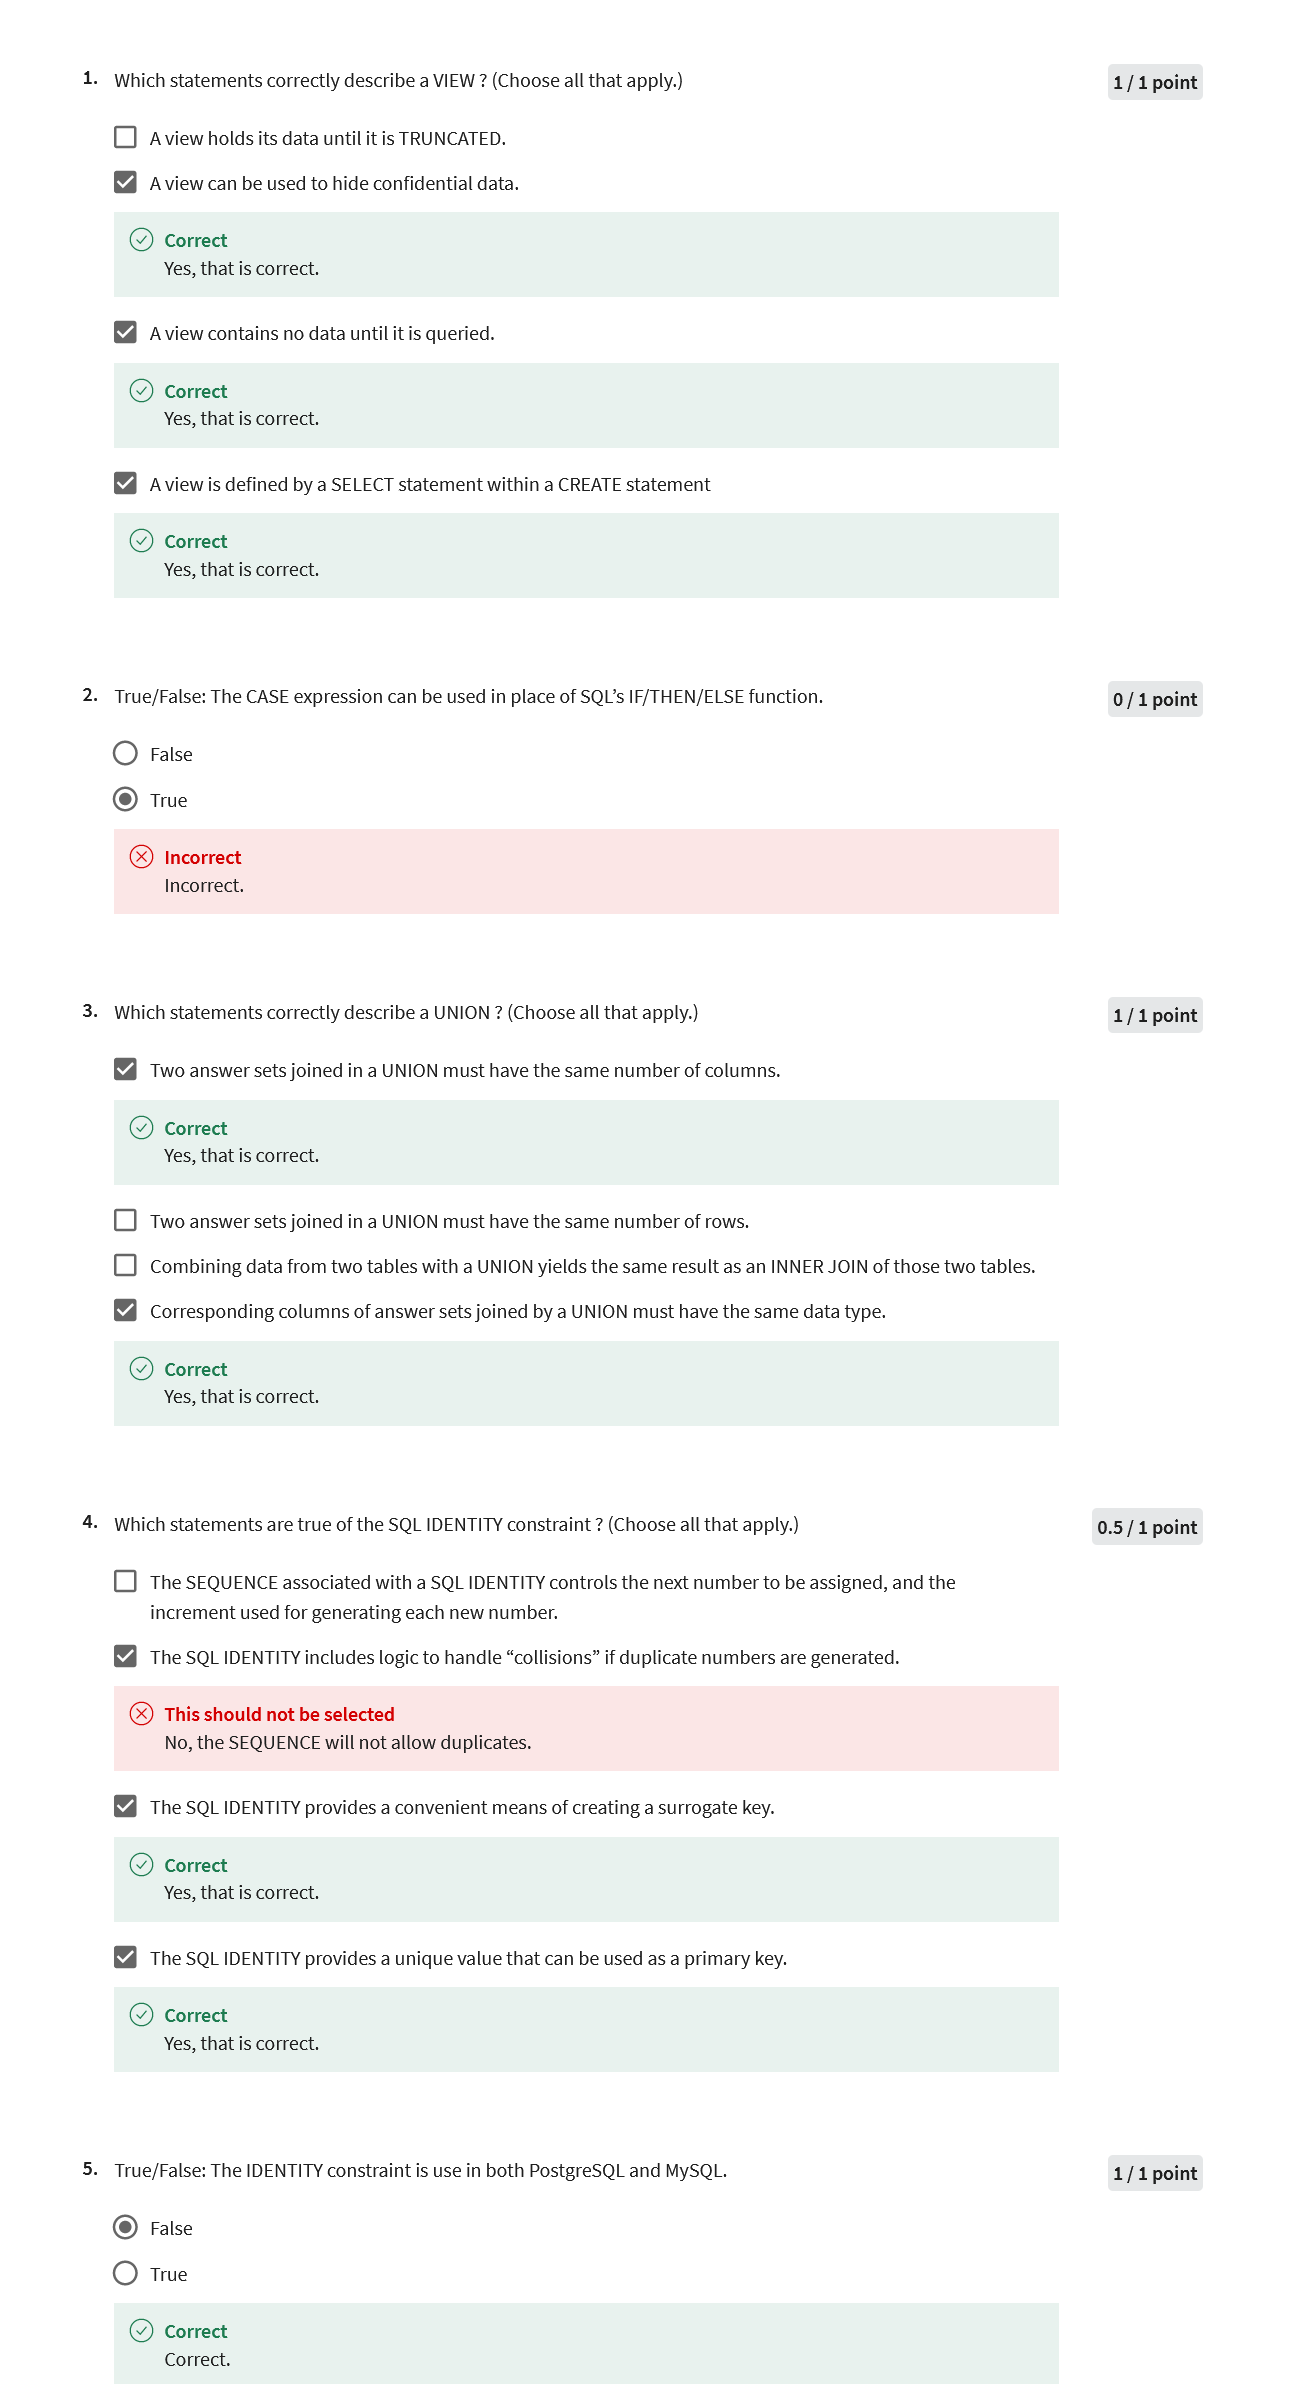 1. Which statements correctly describe a VIEW ? (Choose all that apply.)
1 / 1 point
A view holds its data until it is TRUNCATED.
A view can be used to hide confidential data.
Correct
Yes, that is correct.
A view contains no data until it is queried.
Correct
Yes, that is correct.
A view is defined by a SELECT statement within a CREATE statement
Correct
Yes, that is correct.
2. True/False: The CASE expression can be used in place of SQL’s IF/THEN/ELSE function.
0 / 1 point
False
True
Incorrect
Incorrect.
3. Which statements correctly describe a UNION ? (Choose all that apply.)
1 / 1 point
Two answer sets joined in a UNION must have the same number of columns.
Correct
Yes, that is correct.
Two answer sets joined in a UNION must have the same number of rows.
Combining data from two tables with a UNION yields the same result as an INNER JOIN of those two tables.
Corresponding columns of answer sets joined by a UNION must have the same data type.
Correct
Yes, that is correct.
4. Which statements are true of the SQL IDENTITY constraint ? (Choose all that apply.)
0.5 / 1 point
The SEQUENCE associated with a SQL IDENTITY controls the next number to be assigned, and the
increment used for generating each new number.
The SQL IDENTITY includes logic to handle “collisions” if duplicate numbers are generated.
This should not be selected
No, the SEQUENCE will not allow duplicates.
The SQL IDENTITY provides a convenient means of creating a surrogate key.
Correct
Yes, that is correct.
The SQL IDENTITY provides a unique value that can be used as a primary key.
Correct
Yes, that is correct.
5. True/False: The IDENTITY constraint is use in both PostgreSQL and MySQL.
1 / 1 point
False
True
Correct
Correct.